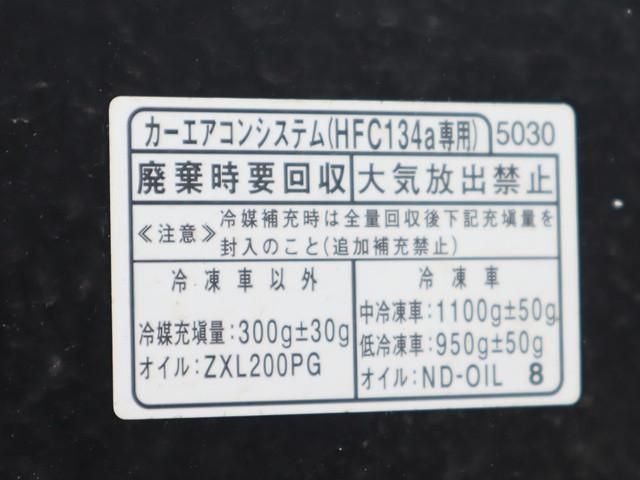 カーエアコンシステム(HFC134a専用) 5030
廃棄時要回収 大気放出禁止
≪注意≫ 冷媒補充時は全量回収後下記充塡量を
封入のこと(追加補充禁止)
冷凍車以外
冷媒充塡量:300g±30g
オイル:ZXL200PG
冷凍車
中冷凍車:1100g±50g
低冷凍車:950g±50g
オイル:ND-OIL 8